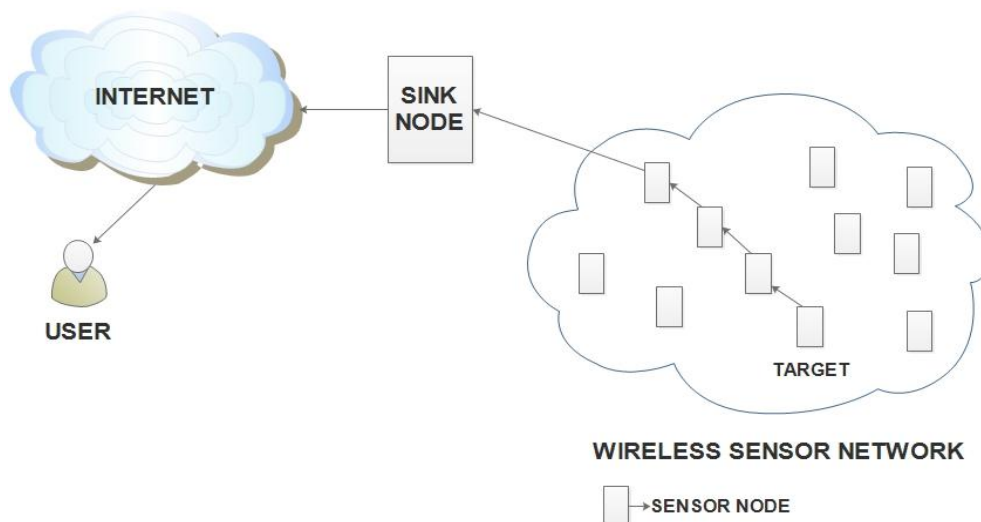 INTERNET
SINK
NODE
USER
TARGET
WIRELESS SENSOR NETWORK
SENSOR NODE